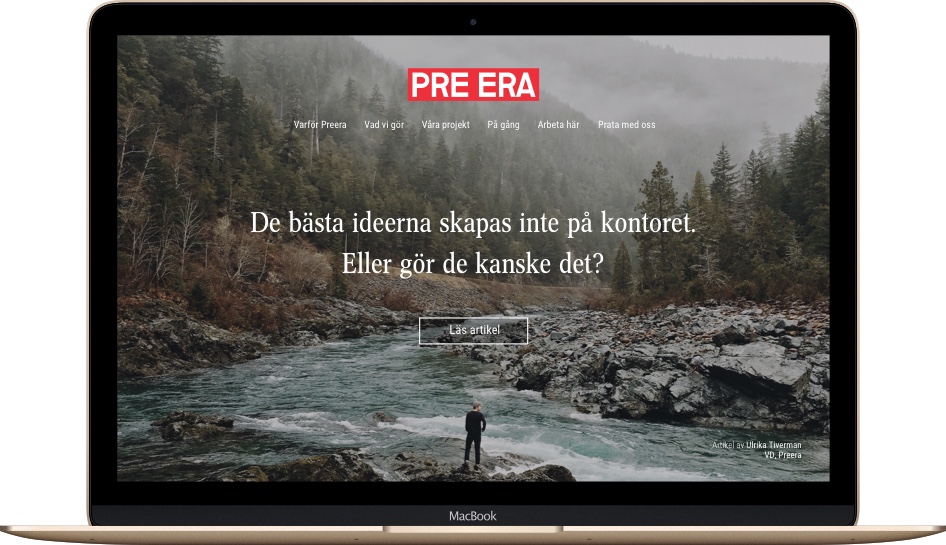 PRE ERA
Varför Preera Vad vi gör Våra projekt På gång Arbeta här Prata med oss
De bästa ideerna skapas inte på kontoret.
Eller gör de kanske det?
Läs artikel
Artikel av Ulrika Tiverman
VD, Preera
MacBook